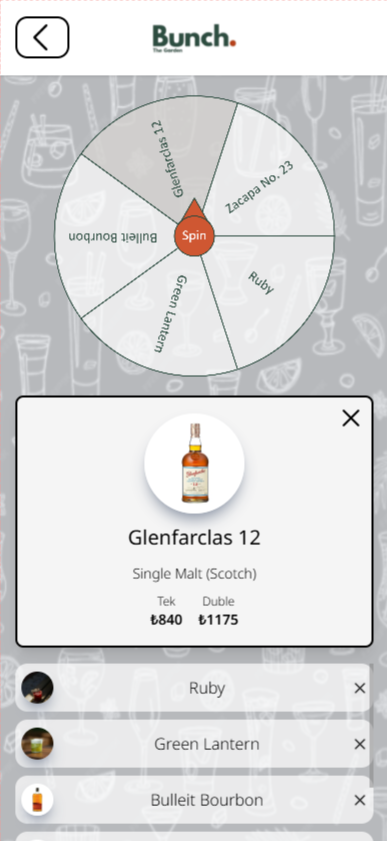 Bunch.
The Garden
Glenfarclas 12
Zacapa No. 23
Bulleit Bourbon
Spin
Ruby
Green Lantern
Glenfarclas 12
Single Malt (Scotch)
Tek Duble
₺840 ₺1175
Ruby
Green Lantern
Bulleit Bourbon